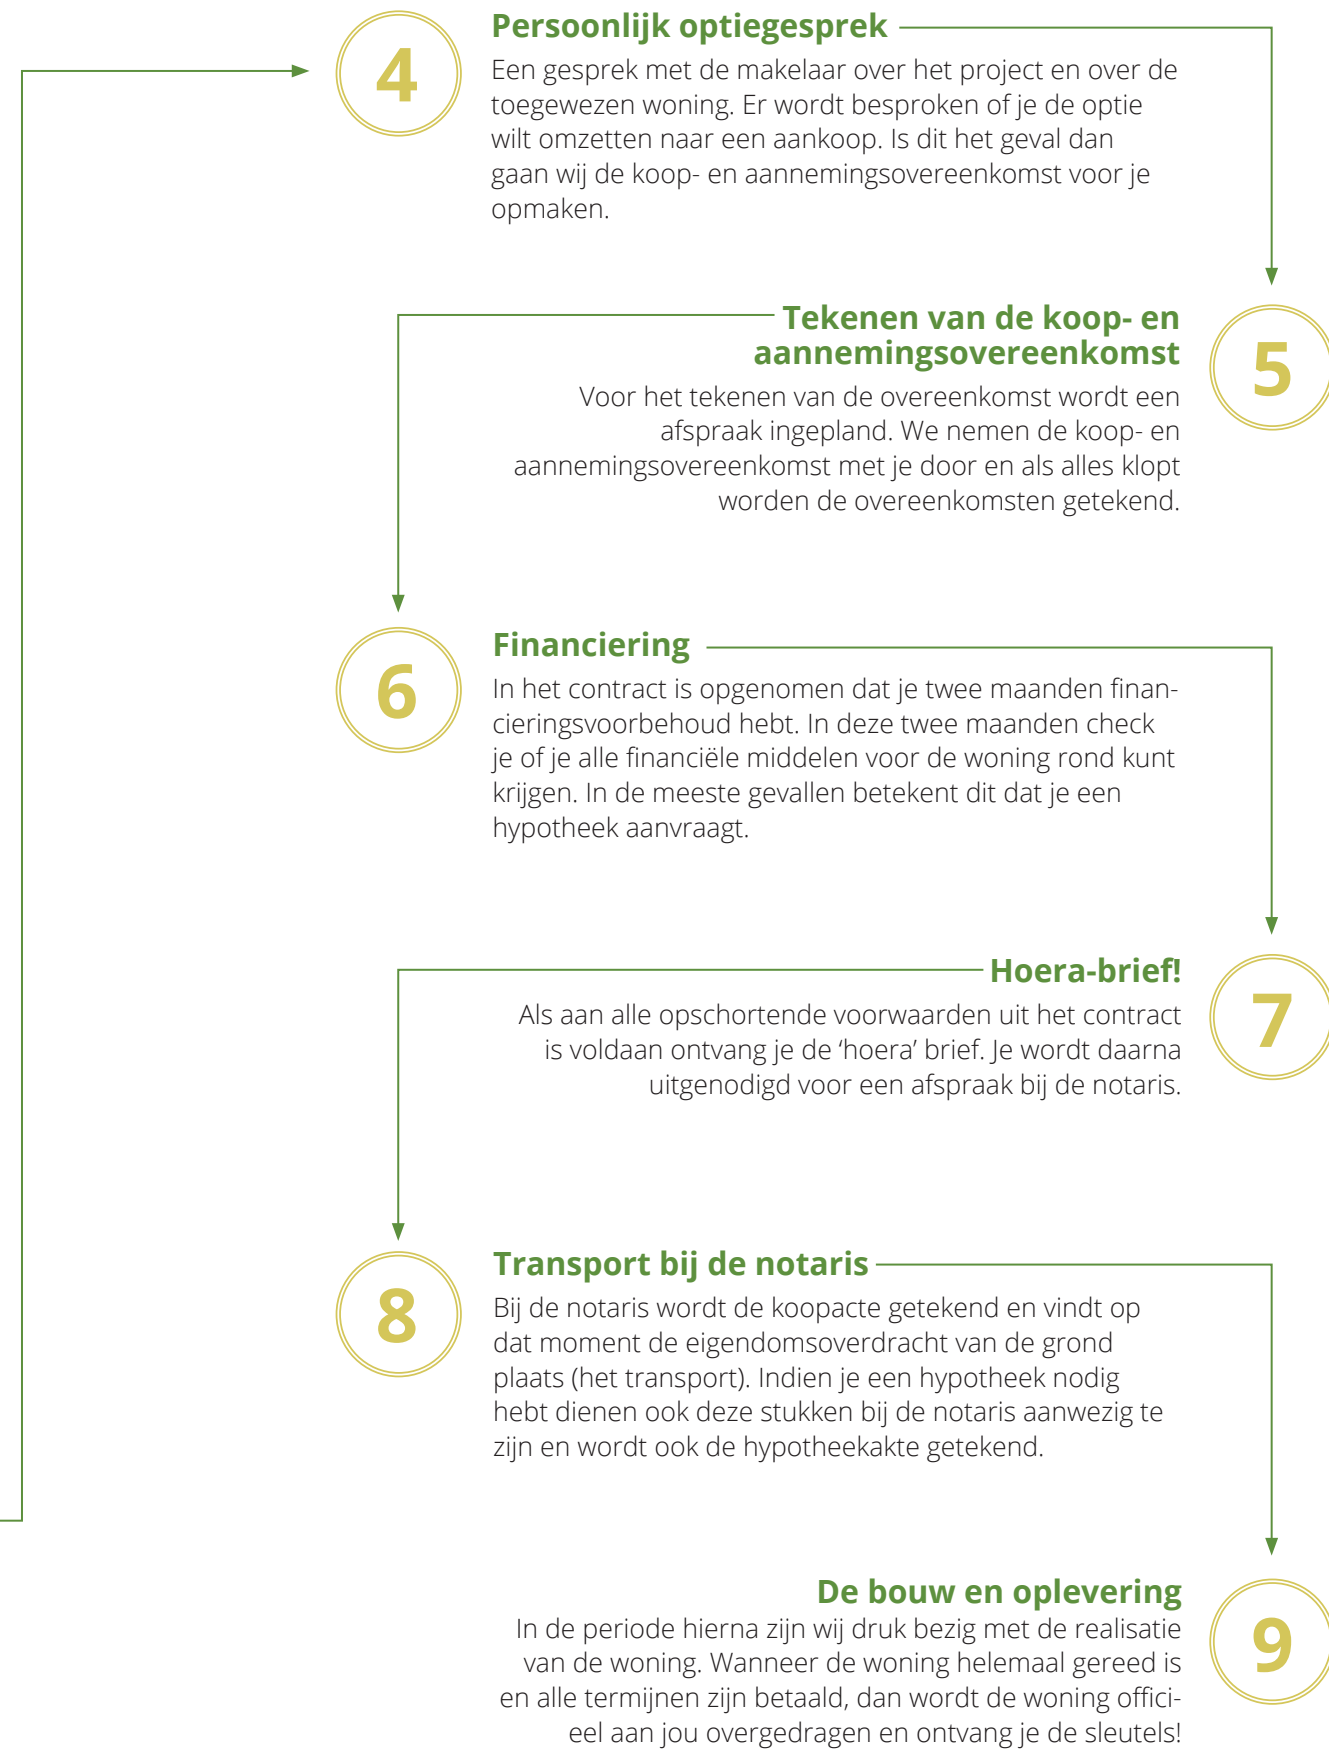 4
Persoonlijk optiegesprek
Een gesprek met de makelaar over het project en over de
toegewezen woning. Er wordt besproken of je de optie
wilt omzetten naar een aankoop. Is dit het geval dan
gaan wij de koop- en aannemingsovereenkomst voor je
opmaken.
5
Tekenen van de koop- en
aannemingsovereenkomst
Voor het tekenen van de overeenkomst wordt een
afspraak ingepland. We nemen de koop- en
aannemingsovereenkomst met je door en als alles klopt
worden de overeenkomsten getekend.
6
Financiering
In het contract is opgenomen dat je twee maanden finan-
cieringsvoorbehoud hebt. In deze twee maanden check
je of je alle financiële middelen voor de woning rond kunt
krijgen. In de meeste gevallen betekent dit dat je een
hypotheek aanvraagt.
7
Hoera-brief!
Als aan alle opschortende voorwaarden uit het contract
is voldaan ontvang je de ‘hoera’ brief. Je wordt daarna
uitgenodigd voor een afspraak bij de notaris.
8
Transport bij de notaris
Bij de notaris wordt de koopacte getekend en vindt op
dat moment de eigendomsoverdracht van de grond
plaats (het transport). Indien je een hypotheek nodig
hebt dienen ook deze stukken bij de notaris aanwezig te
zijn en wordt ook de hypotheekakte getekend.
9
De bouw en oplevering
In de periode hierna zijn wij druk bezig met de realisatie
van de woning. Wanneer de woning helemaal gereed is
en alle termijnen zijn betaald, dan wordt de woning offici-
eel aan jou overgedragen en ontvang je de sleutels!